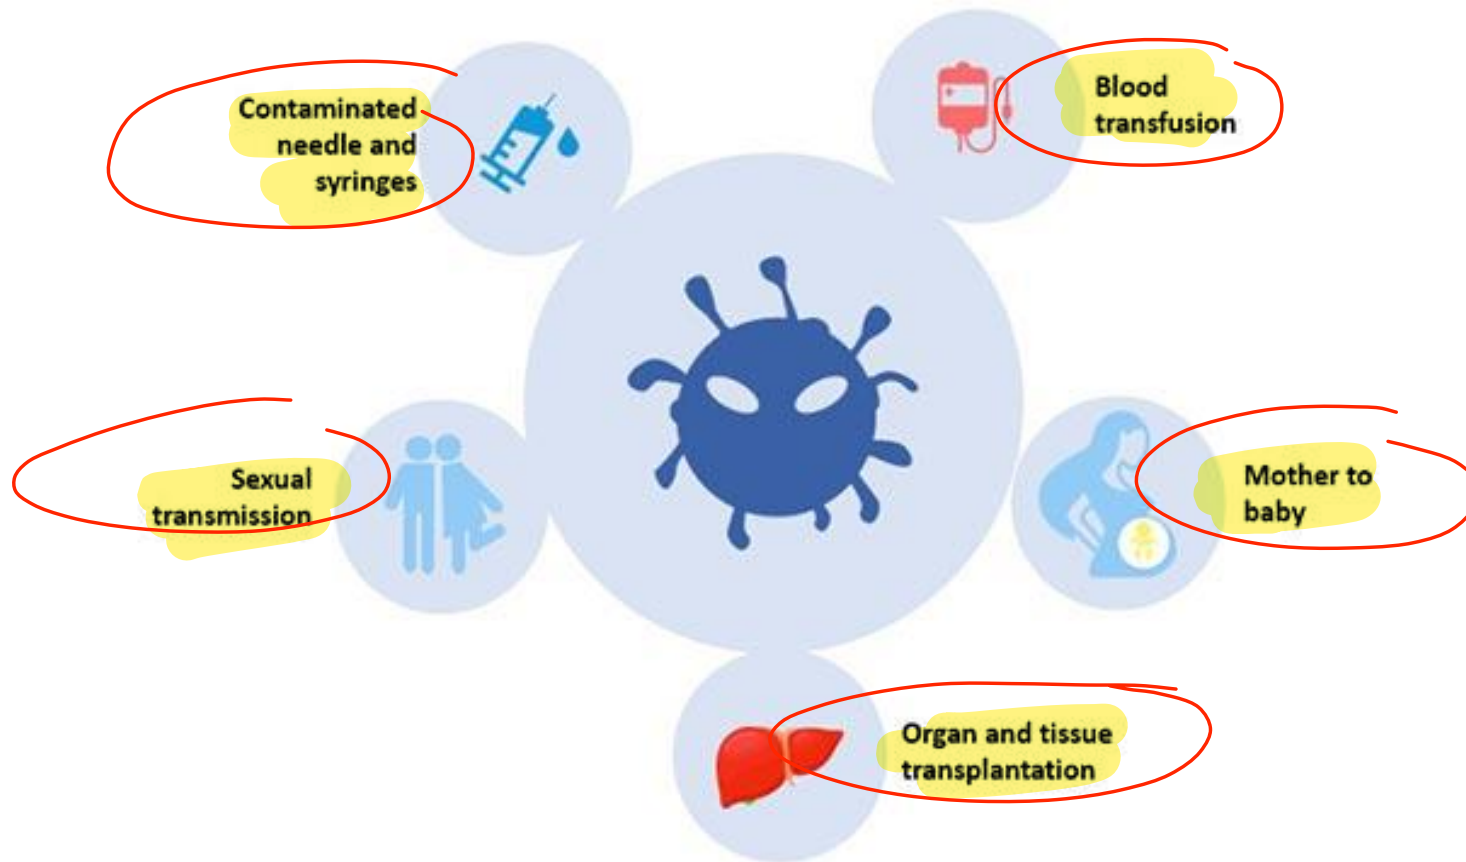 Contaminated
needle and
syringes
Blood
transfusion
Sexual
transmission
Mother to
baby
Organ and tissue
transplantation